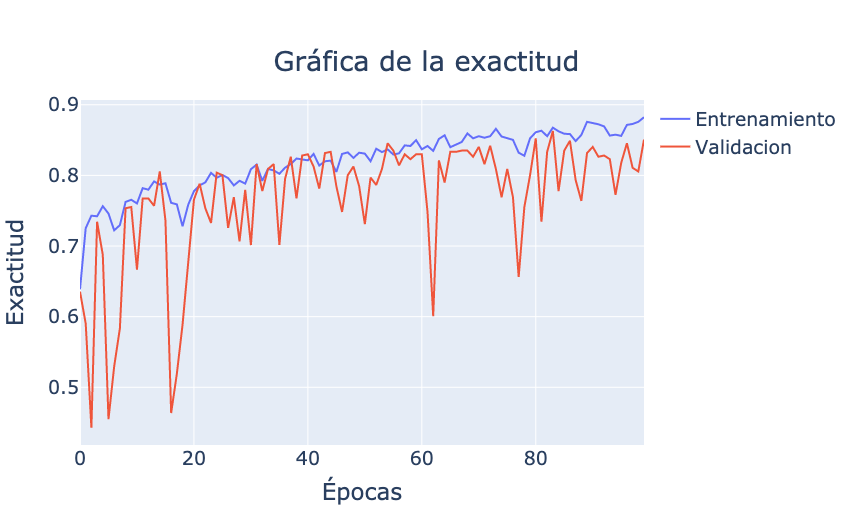 Gráfica de la exactitud
Entrenamiento
Validacion
0.9
0.8
0.7
0.6
0.5
Exactitud
0 20 40 60 80
Épocas